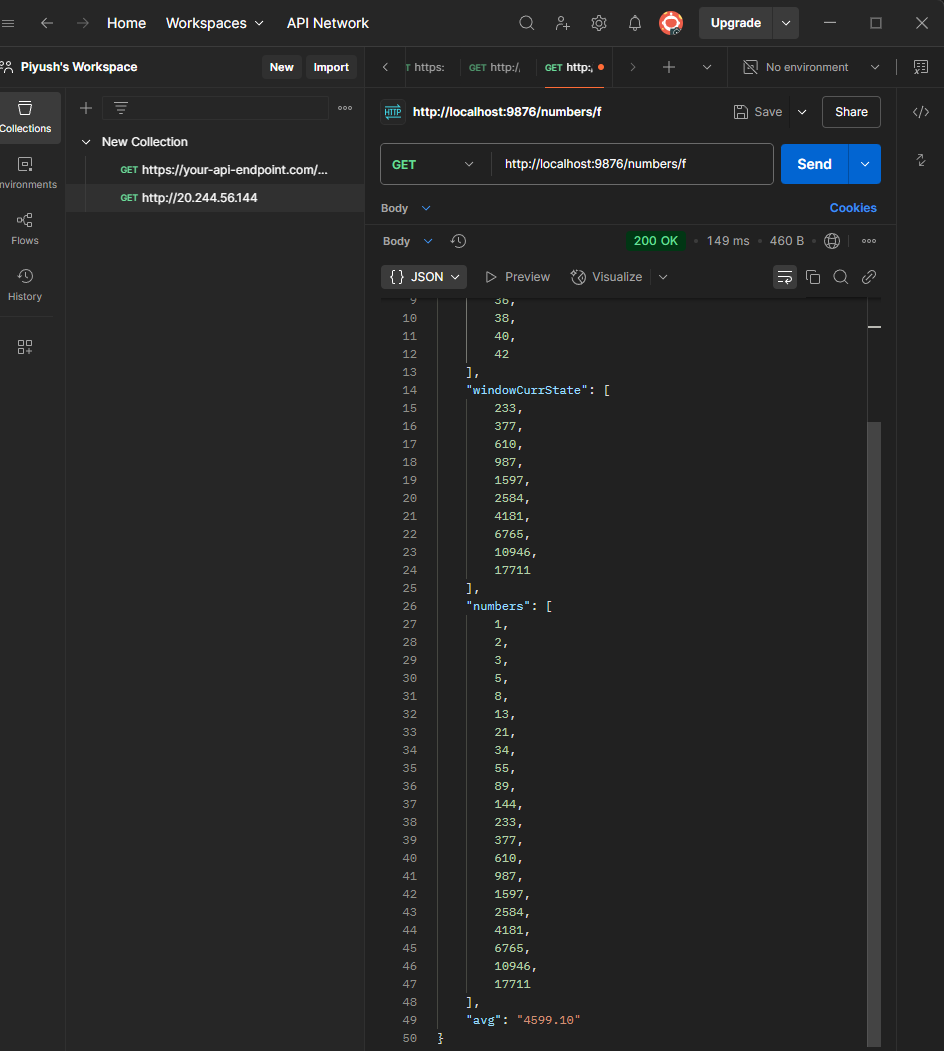 Home Workspaces API Network Upgrade
Piyush's Workspace New Import
T https: GET http:/, GET http:, No environment
Collections
nvironments
Flows
History
New Collection
GET https://your-api-endpoint.com/...
GET http://20.244.56.144
HTTP http://localhost:9876/numbers/f Save Share
GET http://localhost:9876/numbers/f Send
Body Cookies
Body 200 OK 149 ms 460 B
{} JSON Preview Visualize
9 36,
10 38,
11 40,
12 42
13 ],
14 "windowCurrState": [
15 233,
16 377,
17 610,
18 987,
19 1597,
20 2584,
21 4181,
22 6765,
23 10946,
24 17711
25 ],
26 "numbers": [
27 1,
28 2,
29 3,
30 5,
31 8,
32 13,
33 21,
34 34,
35 55,
36 89,
37 144,
38 233,
39 377,
40 610,
41 987,
42 1597,
43 2584,
44 4181,
45 6765,
46 10946,
47 17711
48 ],
49 "avg": "4599.10"
50 }